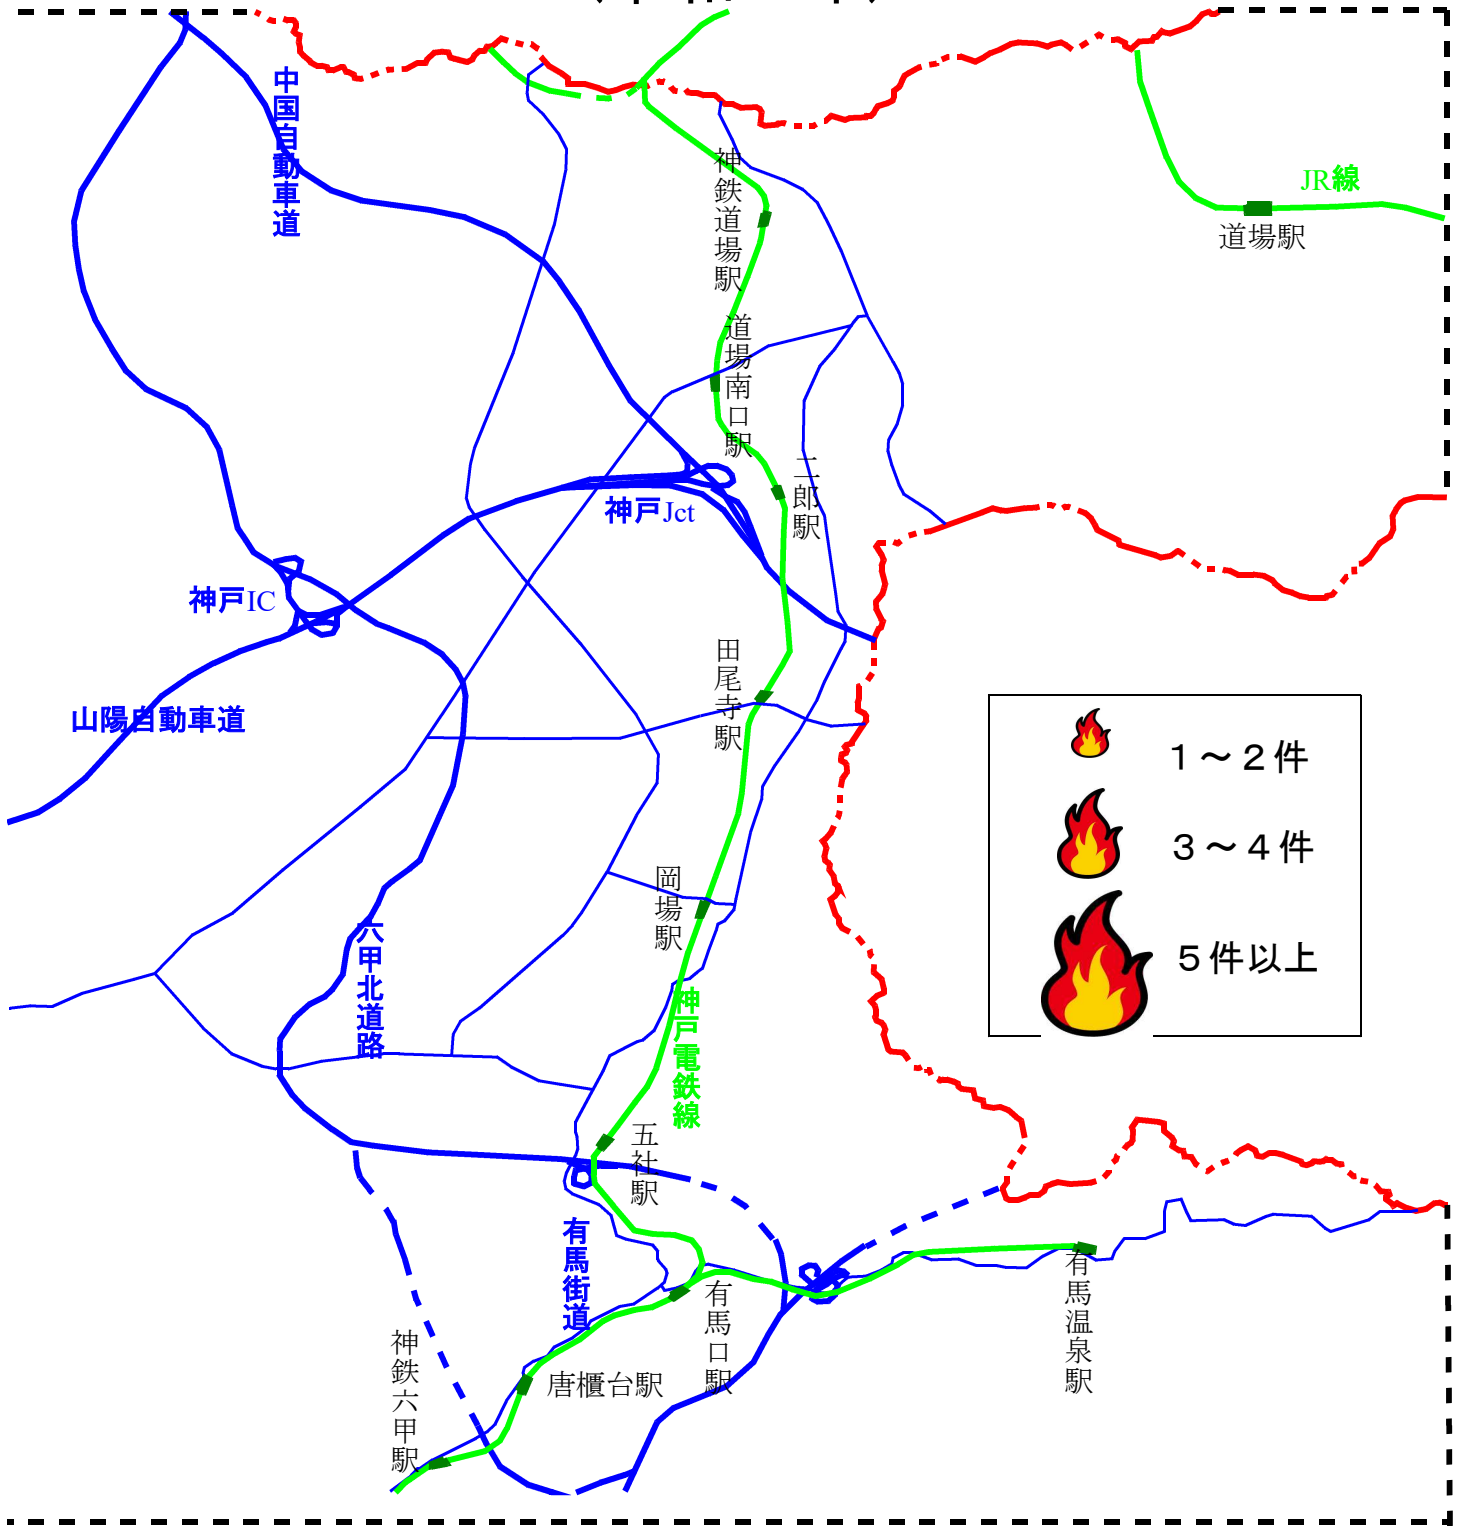 中国自動車道
神鉄道場駅
JR線
道場駅
道場南口駅
二郎駅
神戸Jct
神戸IC
田尾寺駅
山陽自動車道
1～2件
3～4件
5件以上
岡場駅
六甲北道路
神戸電鉄線
五社駅
有馬街道
有馬口駅
有馬温泉駅
神鉄六甲駅
唐櫃台駅